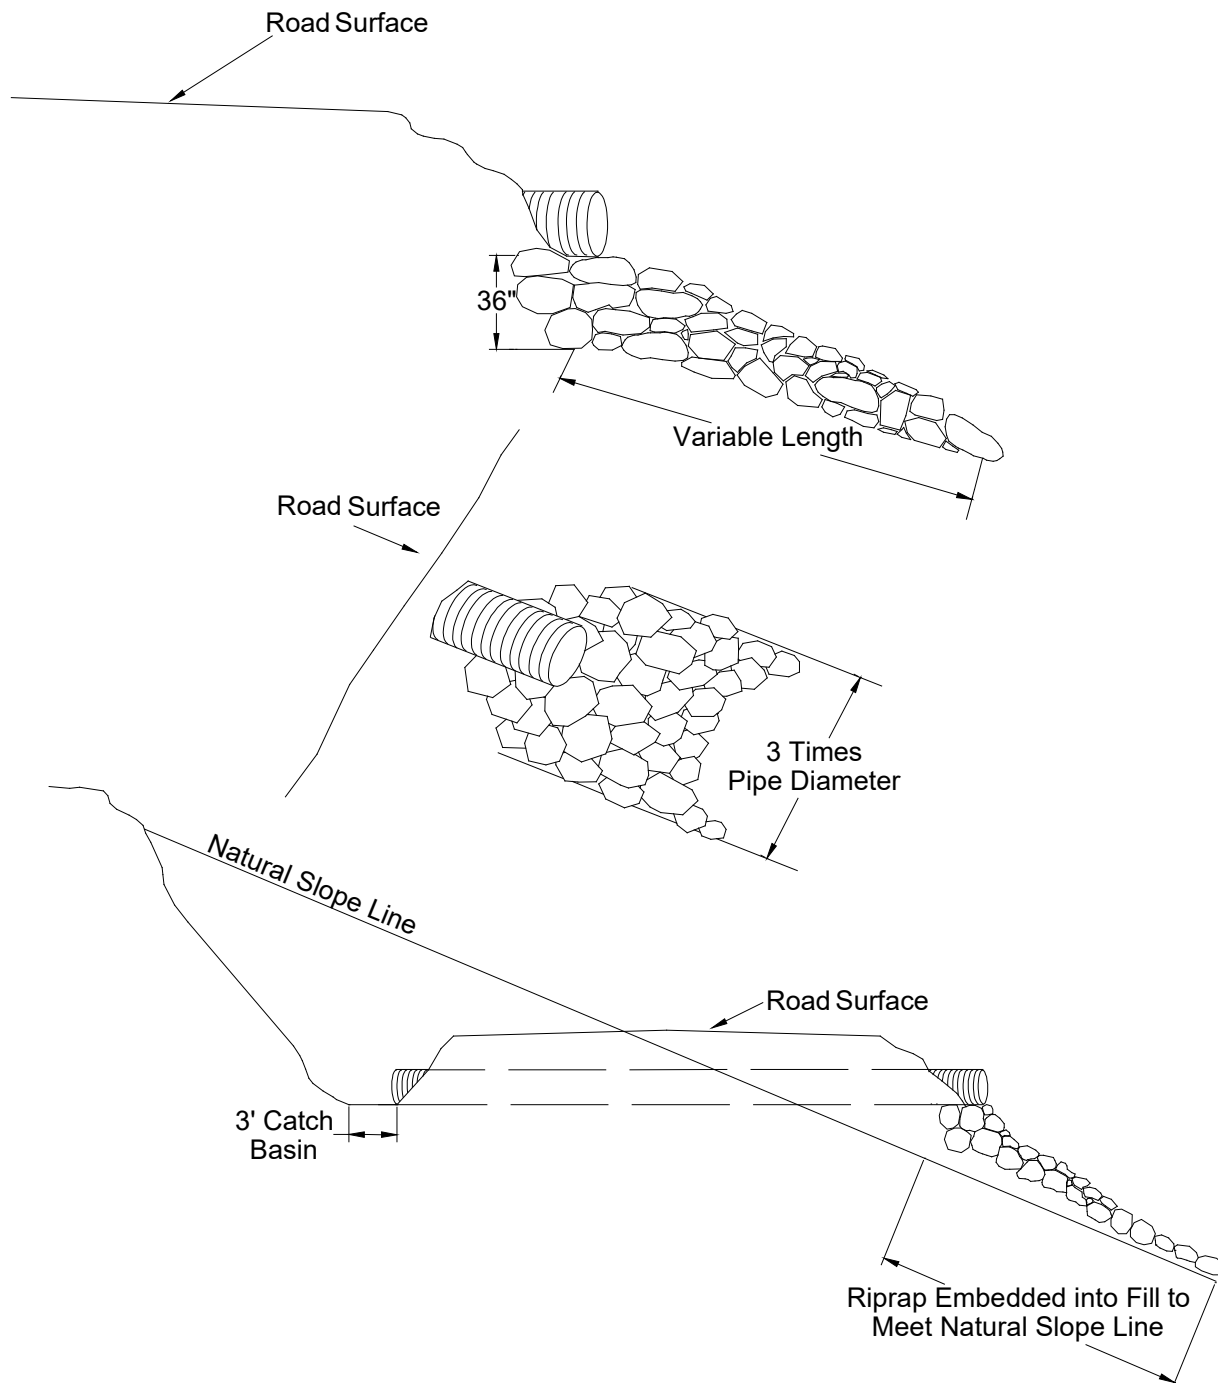 Road Surface
36"
Variable Length
Road Surface
3 Times
Pipe Diameter
Natural Slope Line
Road Surface
3' Catch
Basin
Riprap Embedded into Fill to
Meet Natural Slope Line